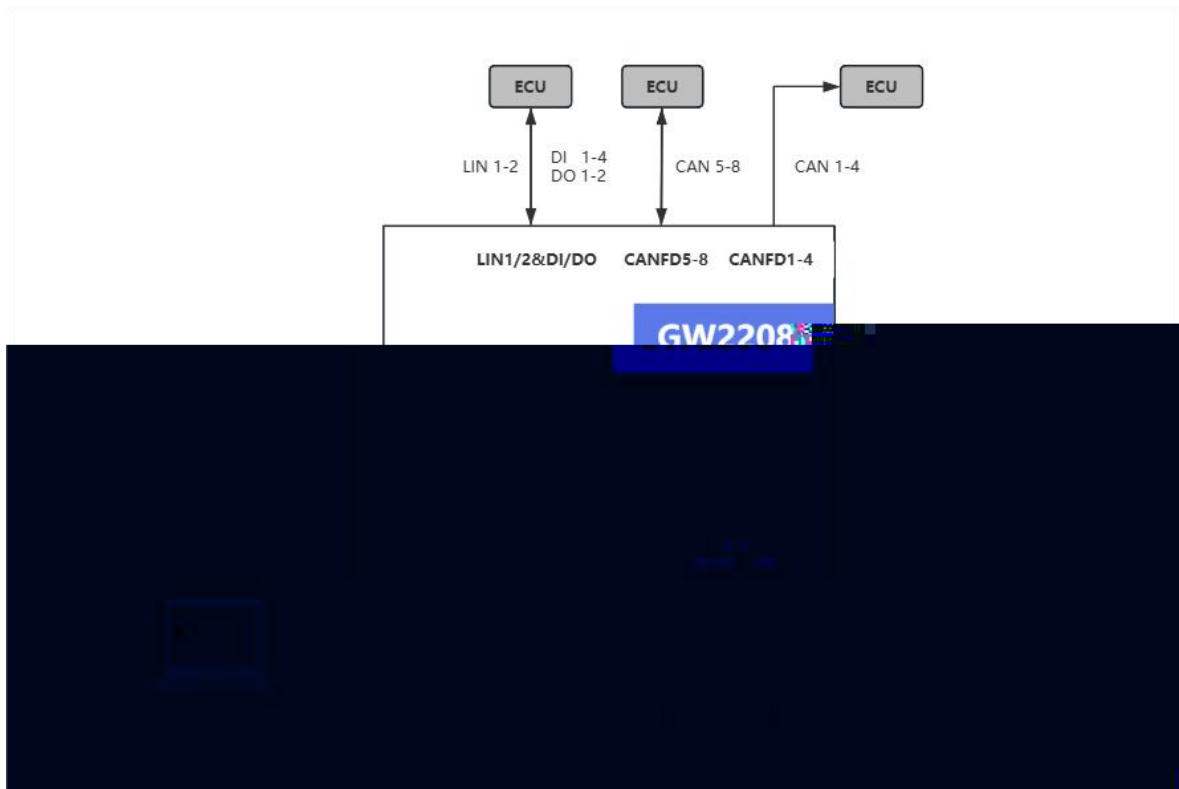 ECU ECU ECU
LIN 1-2
DI 1-4
DO 1-2
CAN 5-8
CAN 1-4
LIN1/2&DI/DO CANFD5-8 CANFD1-4
GW2208